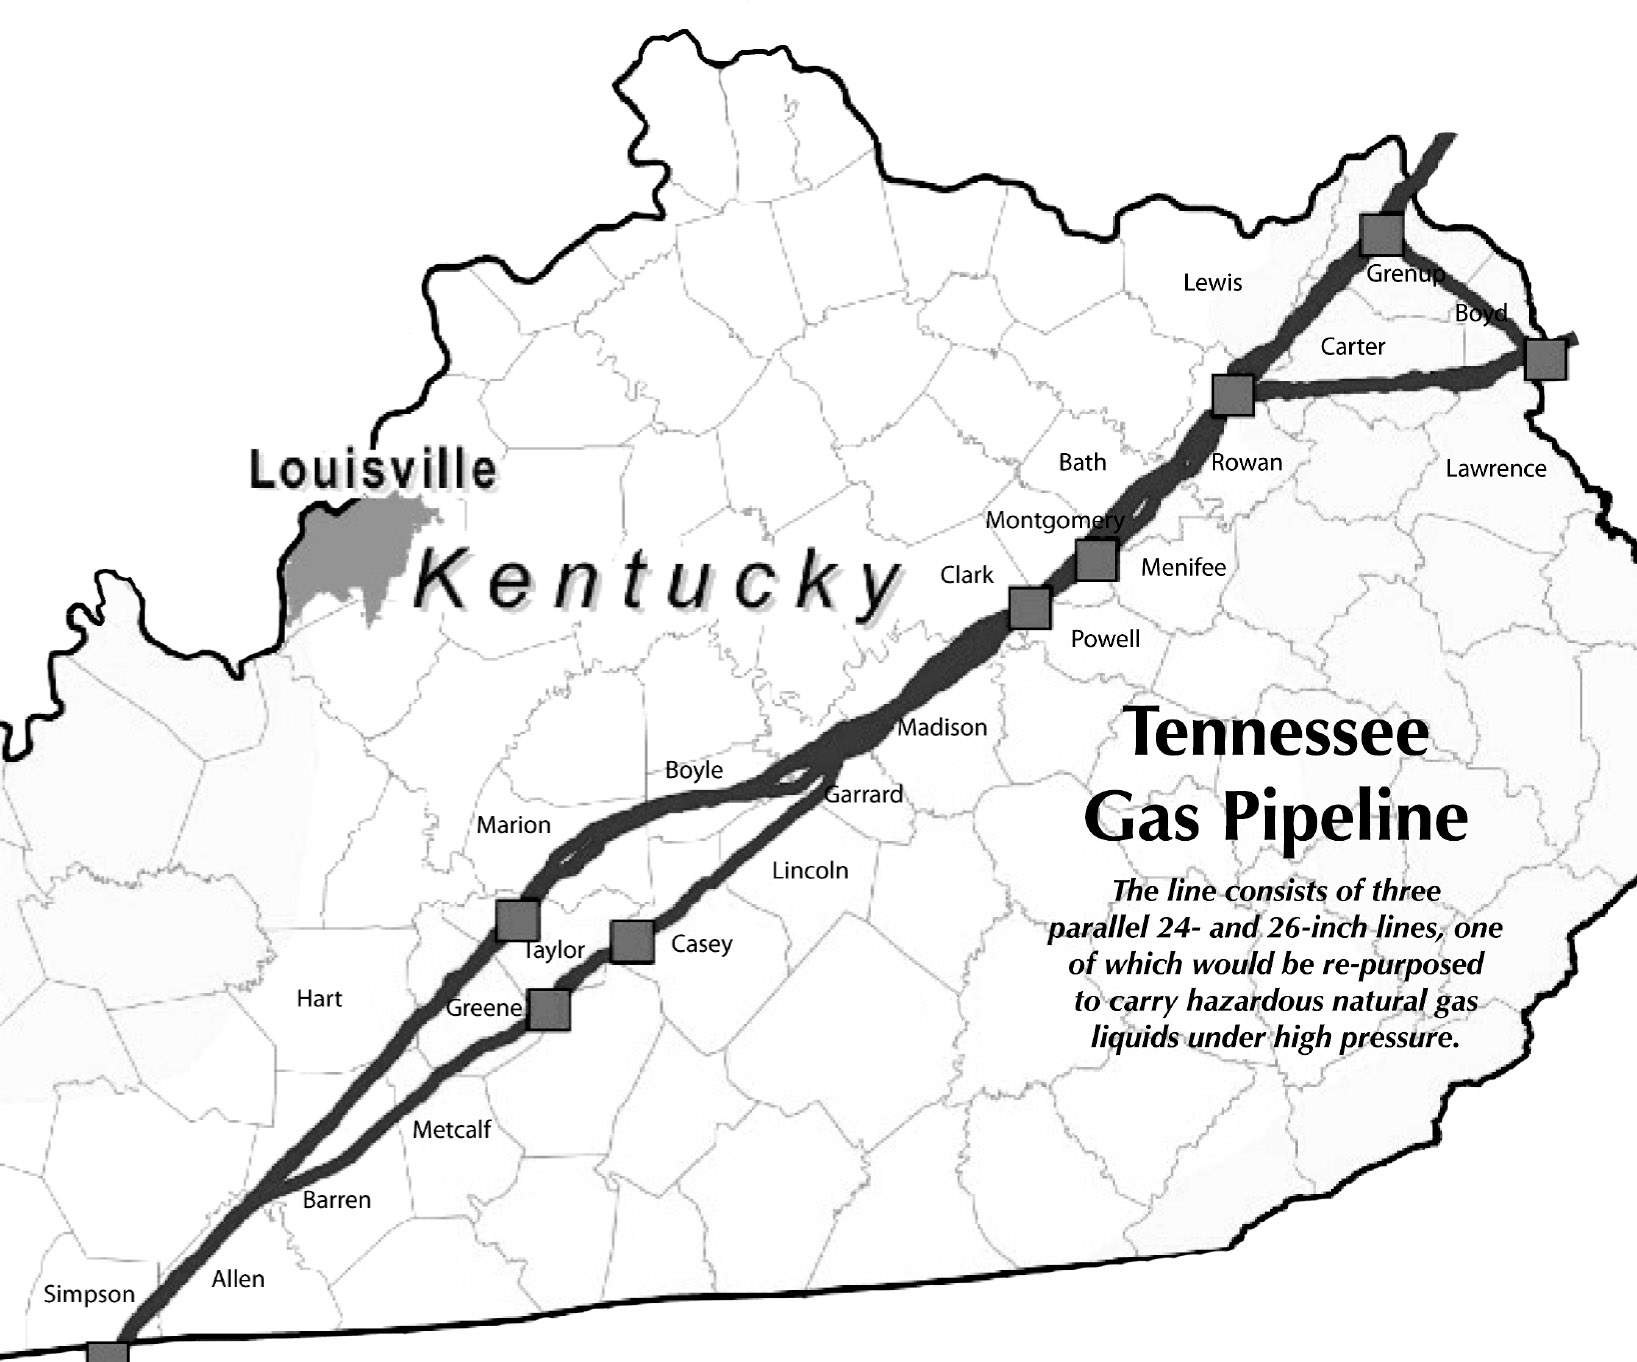 Lewis
Grenup
Boyd
Carter
Louisville
Bath
Rowan
Lawrence
Montgomery
Kentucky
Clark
Menifee
Powell
Madison
Tennessee
Gas Pipeline
Boyle
Garrard
Marion
Lincoln
The line consists of three
parallel 24- and 26-inch lines, one
of which would be re-purposed
to carry hazardous natural gas
liquids under high pressure.
Taylor
Casey
Hart
Greene
Metcalf
Barren
Allen
Simpson